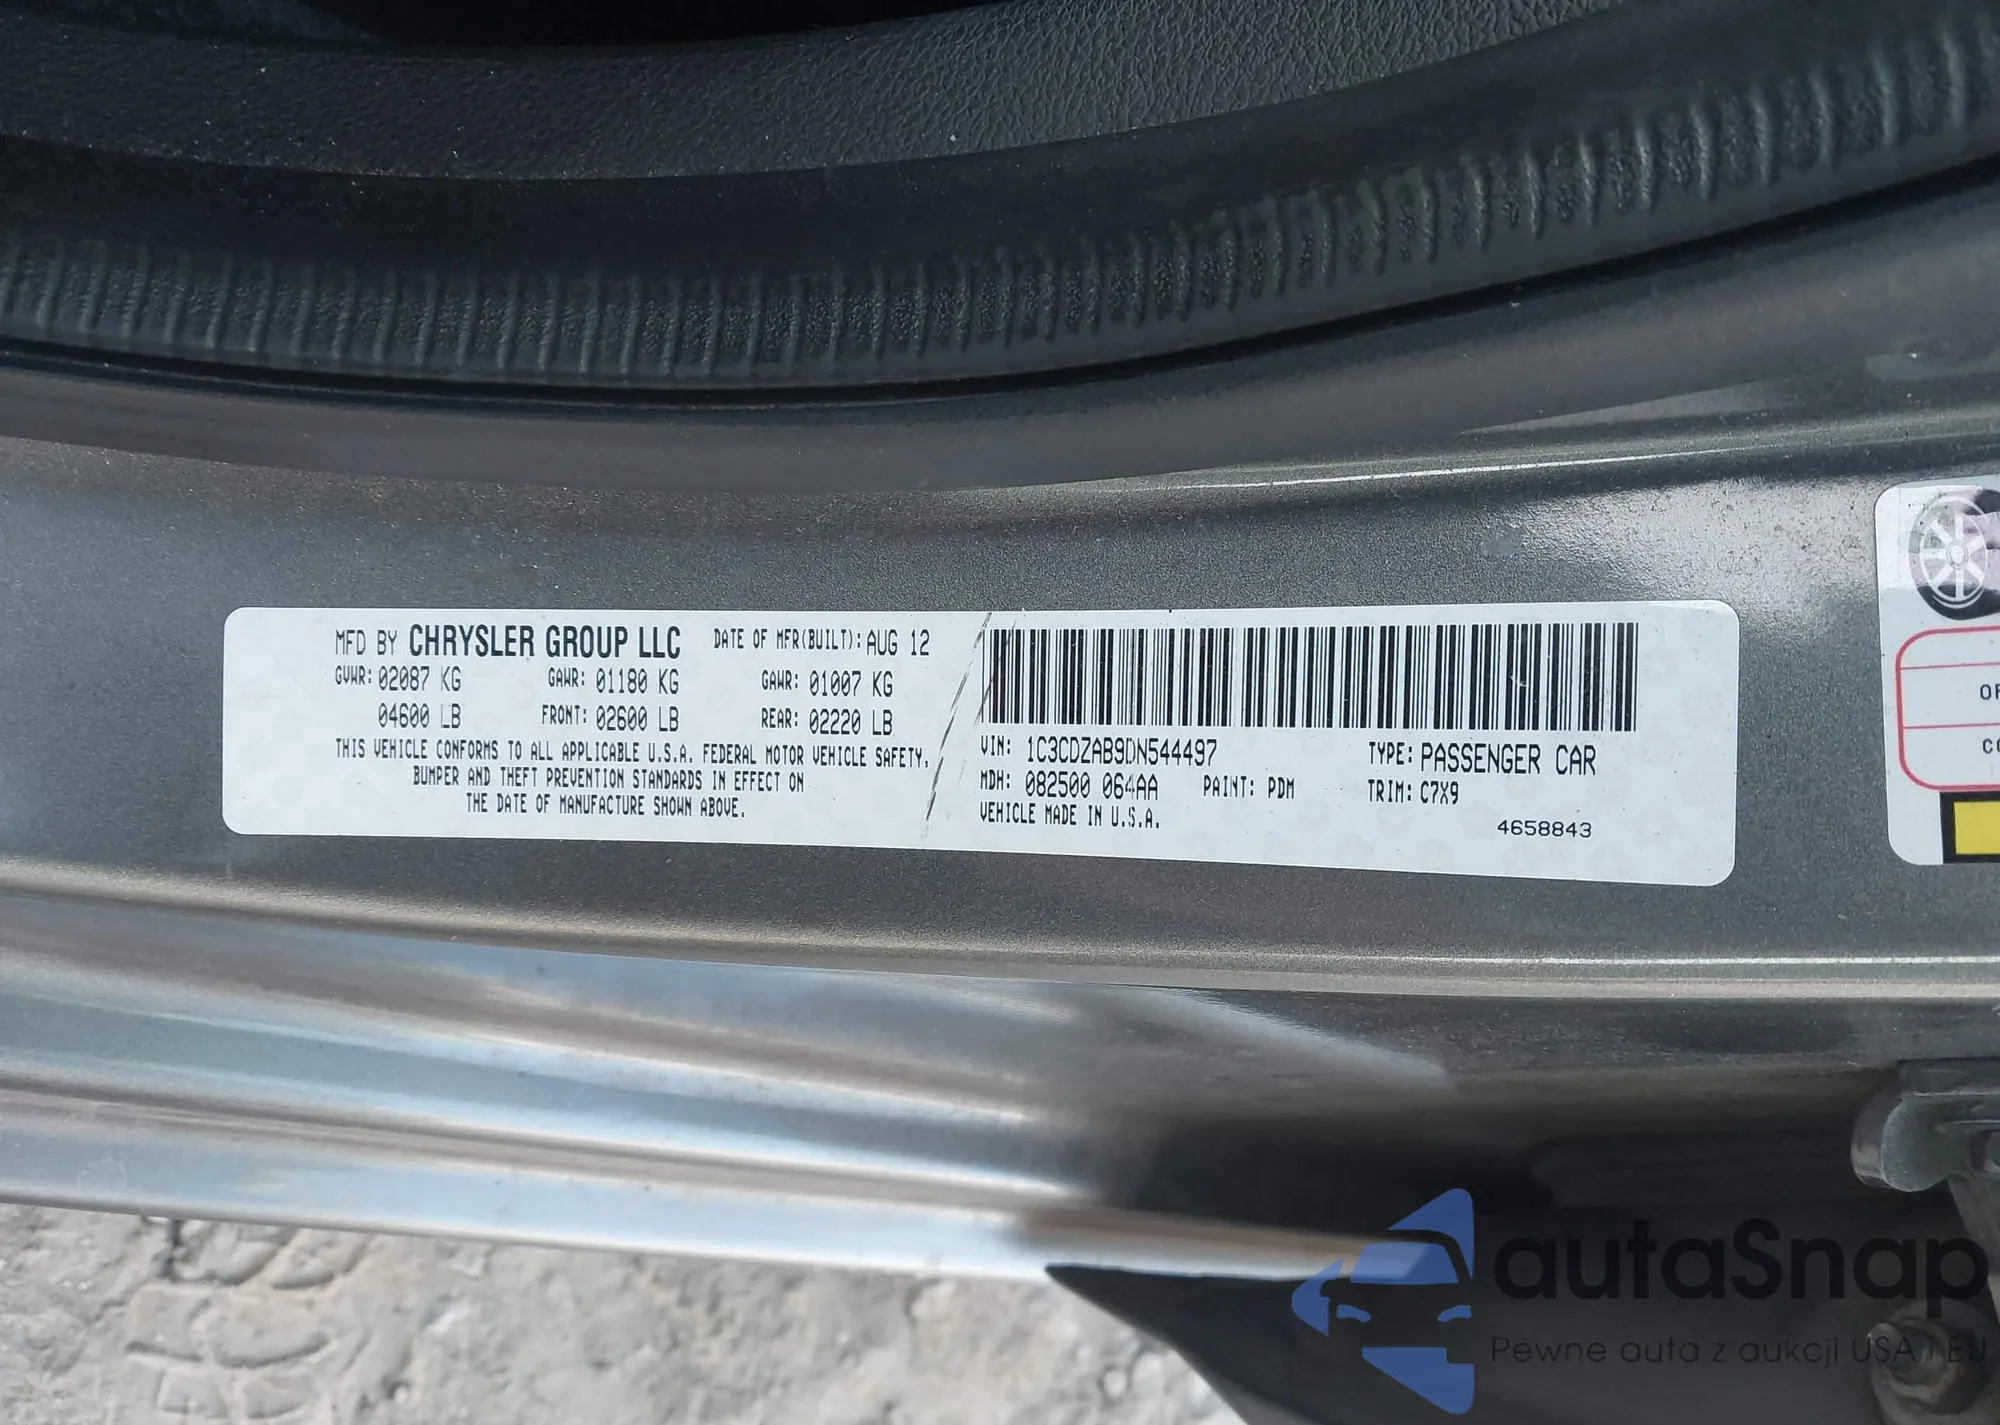 MFD BY CHRYSLER GROUP LLC DATE OF MFR(BUILT): AUG 12
GVWR: 02087 KG GAWR: 01180 KG GAWR: 01007 KG
04600 LB FRONT: 02600 LB REAR: 02220 LB
THIS VEHICLE CONFORMS TO ALL APPLICABLE U.S.A. FEDERAL MOTOR VEHICLE SAFETY,
BUMPER AND THEFT PREVENTION STANDARDS IN EFFECT ON
THE DATE OF MANUFACTURE SHOWN ABOVE.
VIN: 1C3CDZAB9DN544497 TYPE: PASSENGER CAR
MDH: 082500 064AA PAINT: PDM TRIM: C7X9
VEHICLE MADE IN U.S.A.
4658843
autaSnap
Pewne auta z aukcji USA i EU